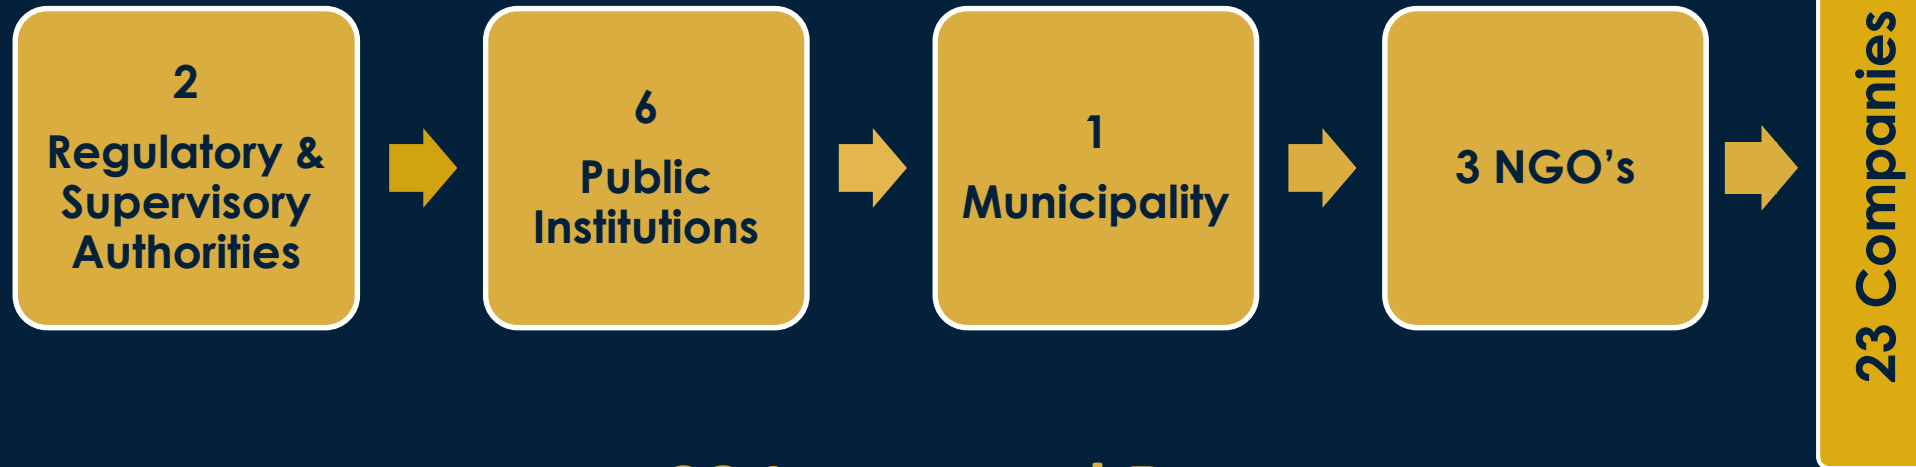 2
Regulatory &
Supervisory
Authorities
6
Public
Institutions
1
Municipality
3 NGO’s
23 Companies